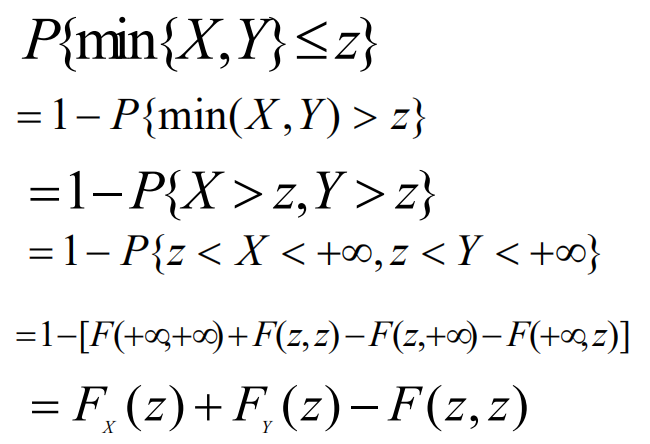 P{min{X,Y}≤z}
=1−P{min(X,Y)>z}
=1−P{X>z,Y>z}
=1−P{z<X<+∞,z<Y<+∞}
=1−[F(+∞,+∞)+F(z,z)−F(z,+∞)−F(+∞,z)]
=F_X(z)+F_Y(z)−F(z,z)